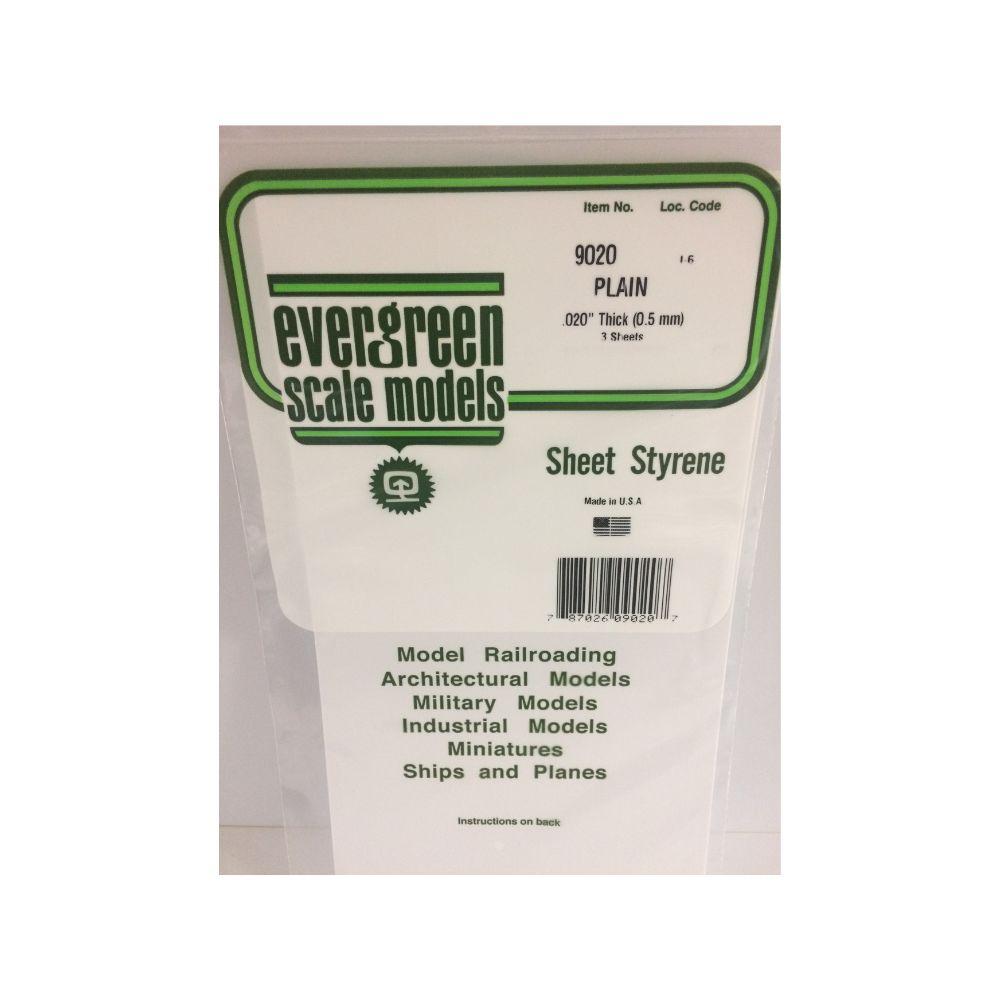 Item No. Loc. Code
9020
PLAIN
.020" Thick (0.5 mm)
3 Sheets
evergreen
scale models
Sheet Styrene
Made in U.S.A
7 87026 09020 7
Model Railroading
Architectural Models
Military Models
Industrial Models
Miniatures
Ships and Planes
Instructions on back